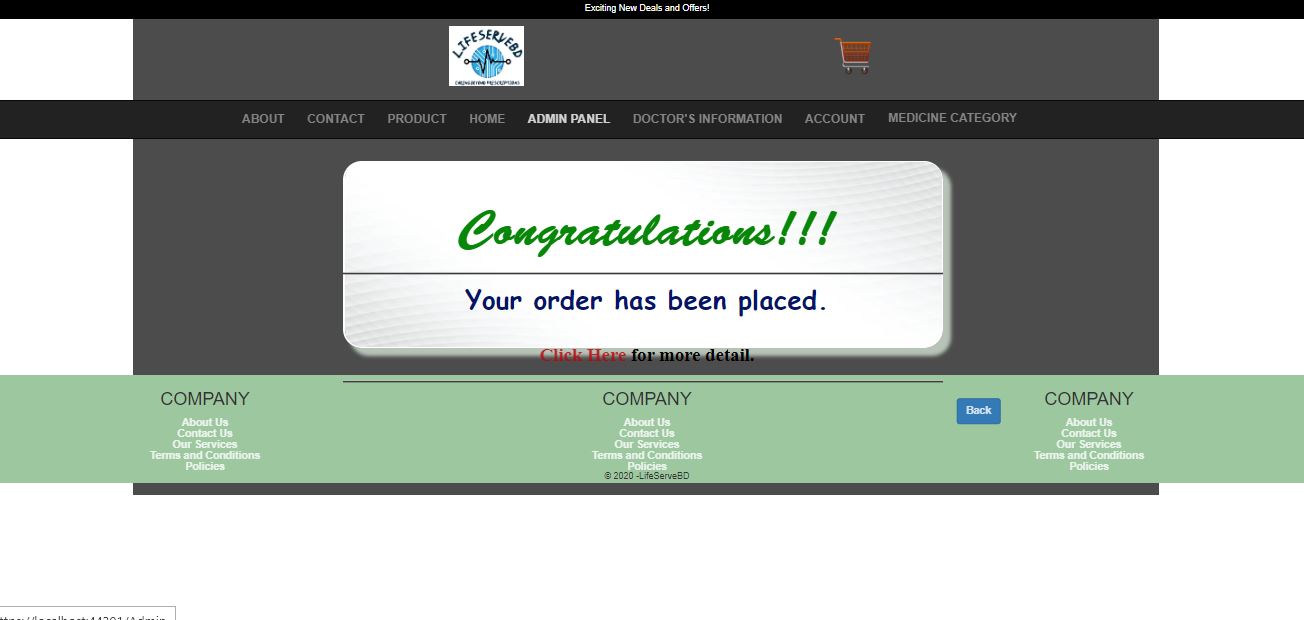 Exciting New Deals and Offers!
LIFESERVEBD
CARING BEYOND PRESCRIPTIONS
ABOUT CONTACT PRODUCT HOME ADMIN PANEL DOCTOR'S INFORMATION ACCOUNT MEDICINE CATEGORY
Congratulations!!!
Your order has been placed.
Click Here for more detail.
COMPANY COMPANY COMPANY
Back
About Us About Us About Us
Contact Us Contact Us Contact Us
Our Services Our Services Our Services
Terms and Conditions Terms and Conditions Terms and Conditions
Policies Policies Policies
© 2020 -LifeServeBD